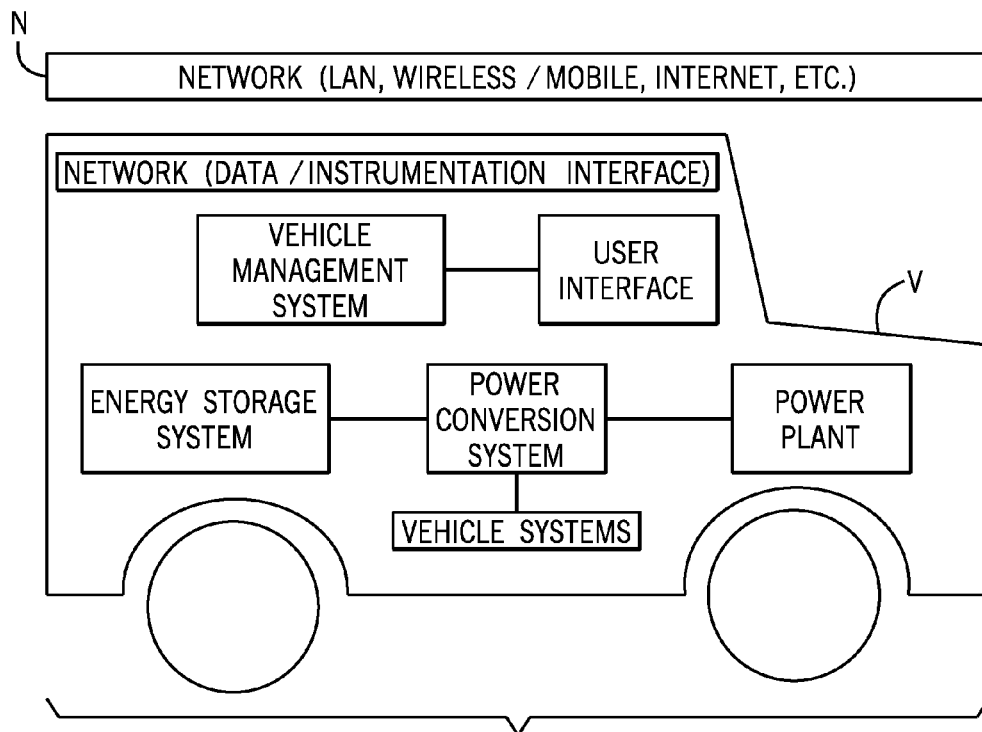 N
NETWORK (LAN, WIRELESS / MOBILE, INTERNET, ETC.)
NETWORK (DATA / INSTRUMENTATION INTERFACE)
VEHICLE
MANAGEMENT
SYSTEM
USER
INTERFACE
V
ENERGY STORAGE
SYSTEM
POWER
CONVERSION
SYSTEM
POWER
PLANT
VEHICLE SYSTEMS